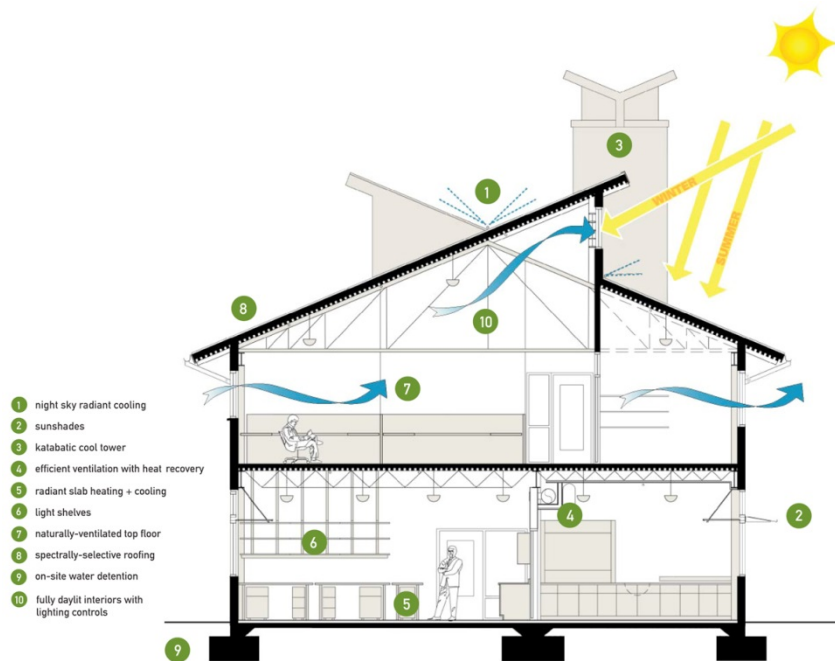 3
1
WINTER
SUMMER
8
10
7
1 night sky radiant cooling
2 sunshades
3 katabatic cool tower
4 efficient ventilation with heat recovery
5 radiant slab heating + cooling
6 light shelves
7 naturally-ventilated top floor
8 spectrally-selective roofing
9 on-site water detention
10 fully daylit interiors with
lighting controls
4
2
6
5
9